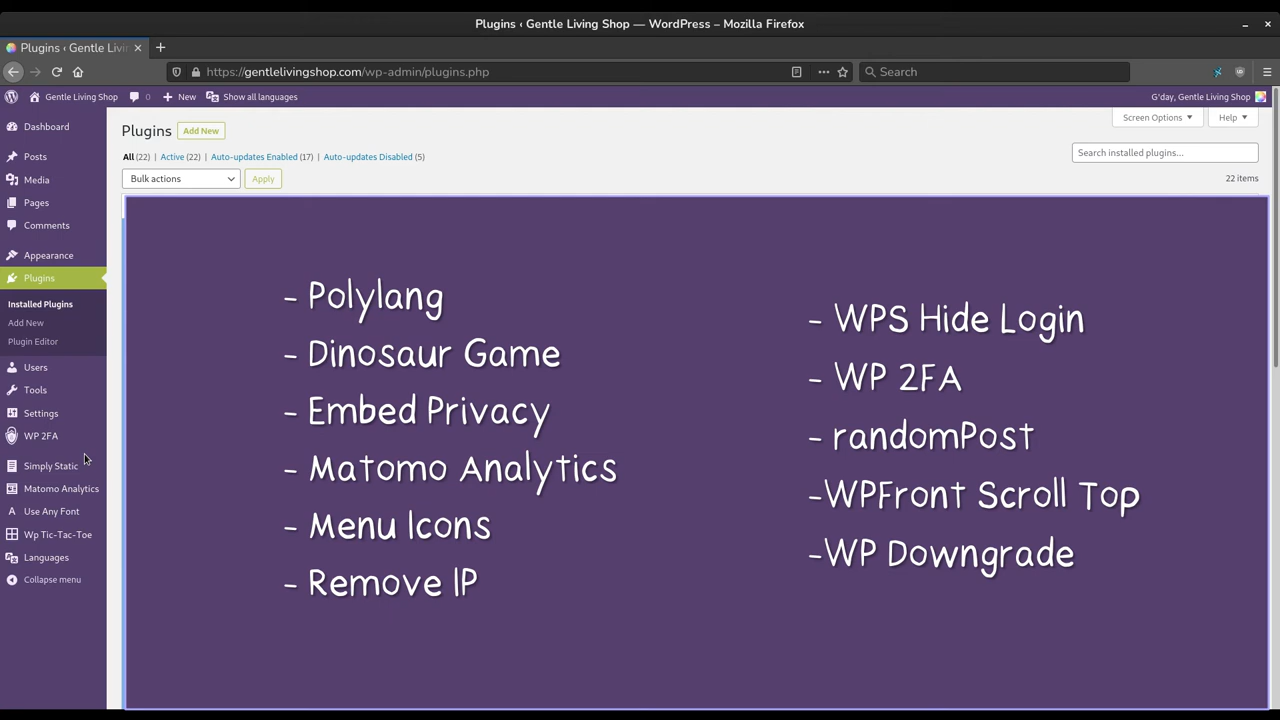 Plugins ‹ Gentle Living Shop — WordPress – Mozilla Firefox
Plugins ‹ Gentle Livin
https://gentlelivingshop.com/wp-admin/plugins.php
Search
Gentle Living Shop 0 New Show all languages
G'day, Gentle Living Shop
Dashboard
Posts
Media
Pages
Comments
Appearance
Plugins
Installed Plugins
Add New
Plugin Editor
Users
Tools
Settings
WP 2FA
Simply Static
Matomo Analytics
Use Any Font
Wp Tic-Tac-Toe
Languages
Collapse menu
Screen Options Help
Plugins Add New
All (22) | Active (22) | Auto-updates Enabled (17) | Auto-updates Disabled (5)
Search installed plugins...
Bulk actions Apply
22 items
- Polylang
- Dinosaur Game
- Embed Privacy
- Matomo Analytics
- Menu Icons
- Remove IP
- WPS Hide Login
- WP 2FA
- randomPost
-WPFront Scroll Top
-WP Downgrade